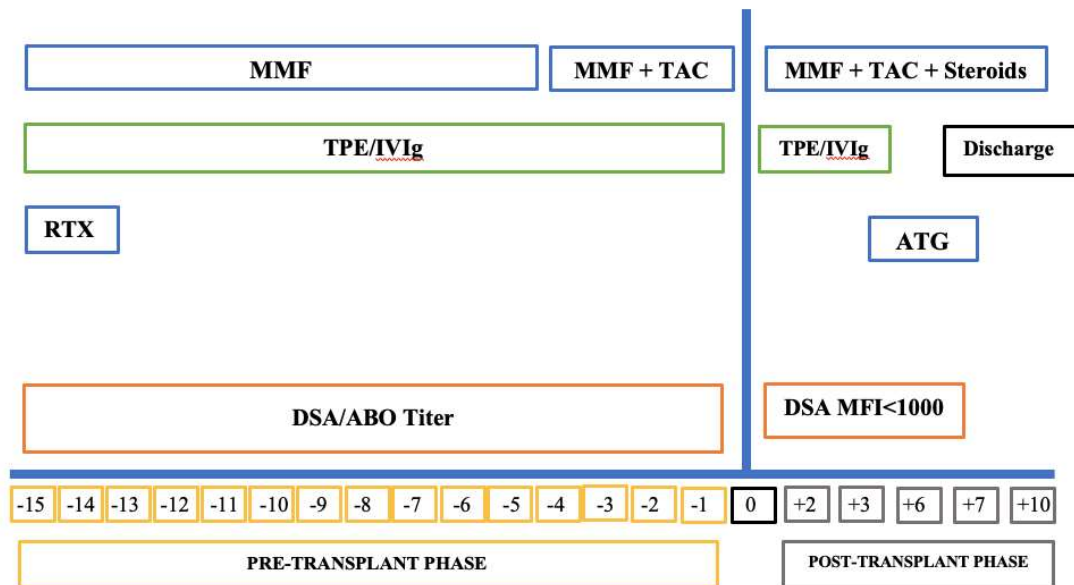 MMF
MMF + TAC
MMF + TAC + Steroids
TPE/IVIg
TPE/IVIg
Discharge
RTX
ATG
DSA/ABO Titer
DSA MFI<1000
-15 -14 -13 -12 -11 -10 -9 -8 -7 -6 -5 -4 -3 -2 -1 0 +2 +3 +6 +7 +10
PRE-TRANSPLANT PHASE
POST-TRANSPLANT PHASE